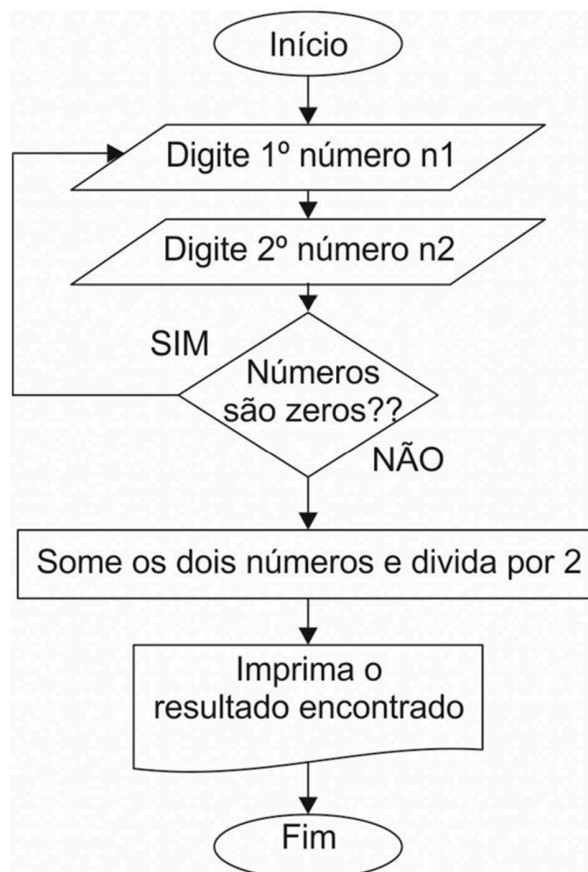 Início
Digite 1º número n1
Digite 2º número n2
SIM
Números
são zeros??
NÃO
Some os dois números e divida por 2
Imprima o
resultado encontrado
Fim